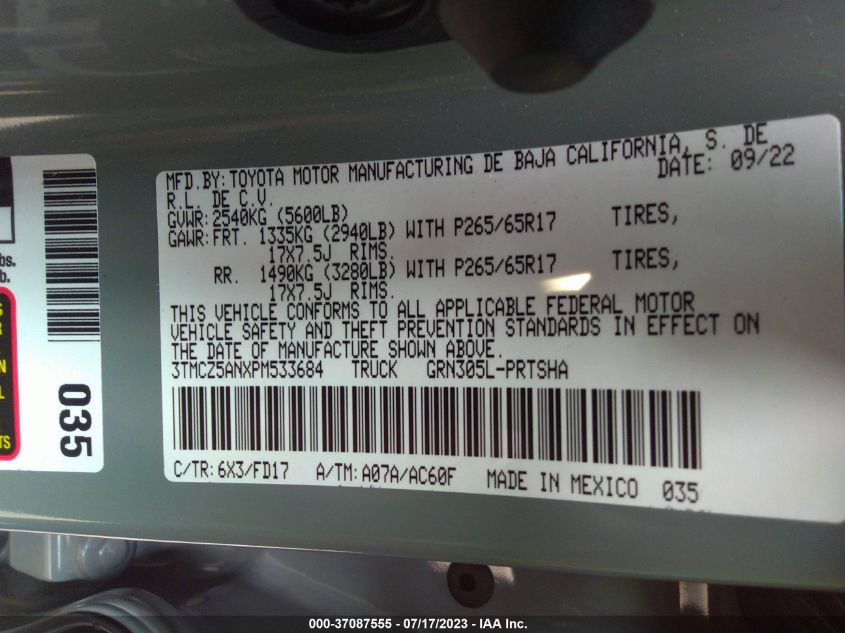 MFD.BY:TOYOTA MOTOR MANUFACTURING DE BAJA CALIFORNIA, S. DE
R.L. DE C.V. DATE: 09/22
GVWR:2540KG (5600LB)
GAWR:FRT. 1335KG (2940LB) WITH P265/65R17 TIRES,
17X7.5J RIMS.
RR. 1490KG (3280LB) WITH P265/65R17 TIRES,
17X7.5J RIMS.
THIS VEHICLE CONFORMS TO ALL APPLICABLE FEDERAL MOTOR
VEHICLE SAFETY AND THEFT PREVENTION STANDARDS IN EFFECT ON
THE DATE OF MANUFACTURE SHOWN ABOVE.
3TMCZ5ANXPM533684 TRUCK GRN305L-PRTSHA
C/TR:6X3/FD17 A/TM:A07A/AC60F MADE IN MEXICO 035
bs.
b.
035
000-37087555 - 07/17/2023 - IAA Inc.